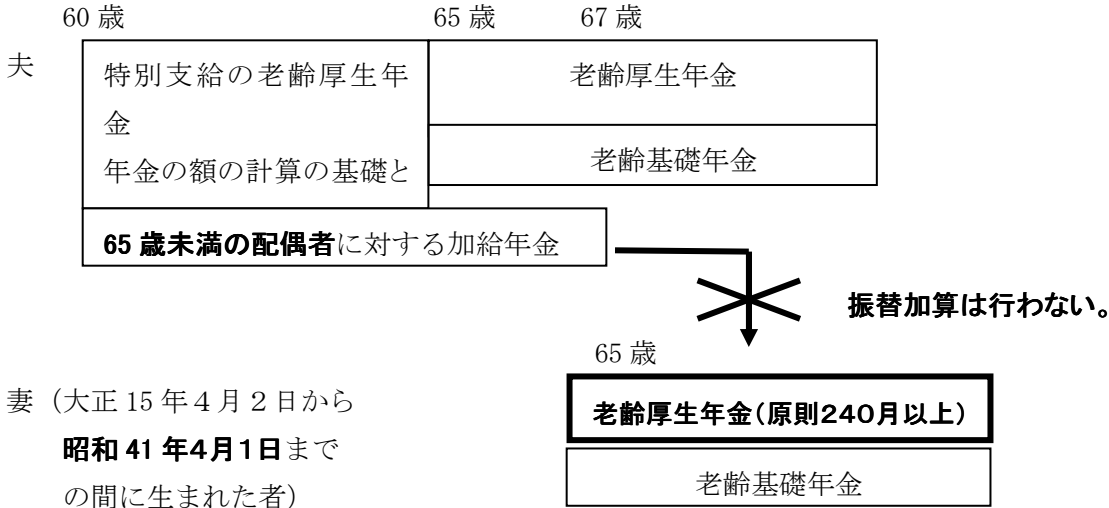 60 歳 65 歳 67 歳
夫
特別支給の老齢厚生年
金
年金の額の計算の基礎と
老齢厚生年金
老齢基礎年金
65 歳未満の配偶者に対する加給年金
振替加算は行わない。
65 歳
妻（大正 15 年４月２日から
昭和 41 年４月１日まで
の間に生まれた者）
老齢厚生年金（原則２４０月以上）
老齢基礎年金